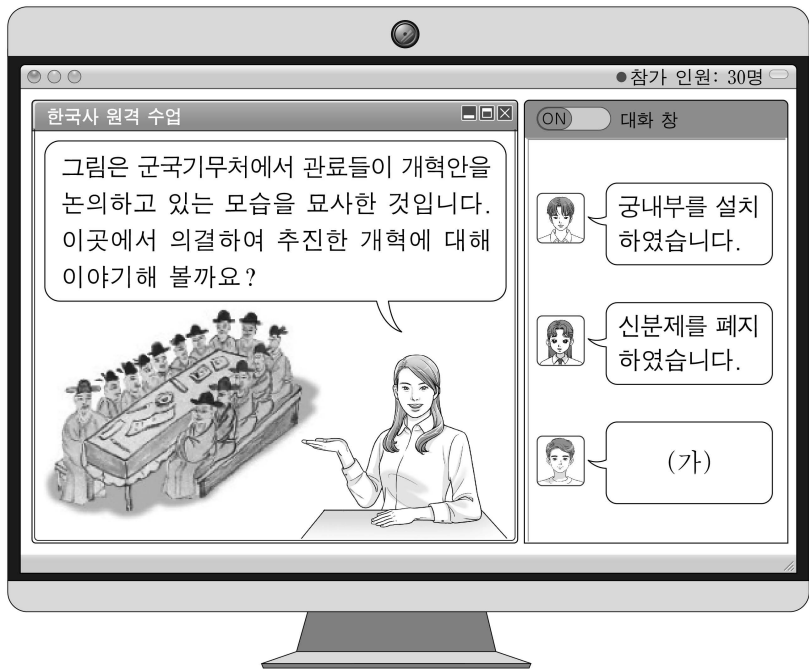 ●참가 인원: 30명
한국사 원격 수업
그림은 군국기무처에서 관료들이 개혁안을
논의하고 있는 모습을 묘사한 것입니다.
이곳에서 의결하여 추진한 개혁에 대해
이야기해 볼까요?
ON 대화 창
궁내부를 설치
하였습니다.
신분제를 폐지
하였습니다.
(가)